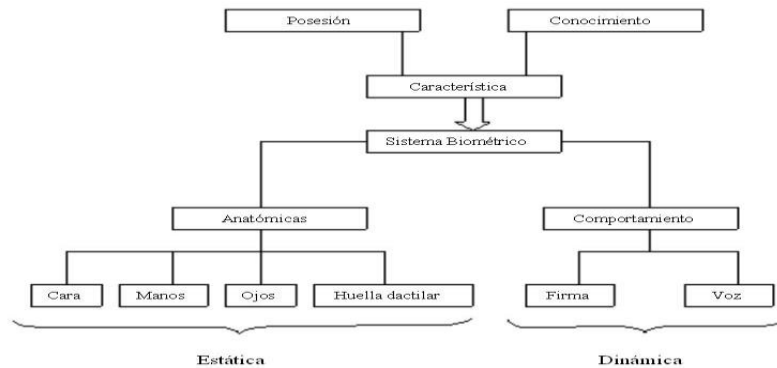 Posesión
Conocimiento
Característica
Sistema Biométrico
Anatómicas
Comportamiento
Cara
Manos
Ojos
Huella dactilar
Firma
Voz
Estática
Dinámica